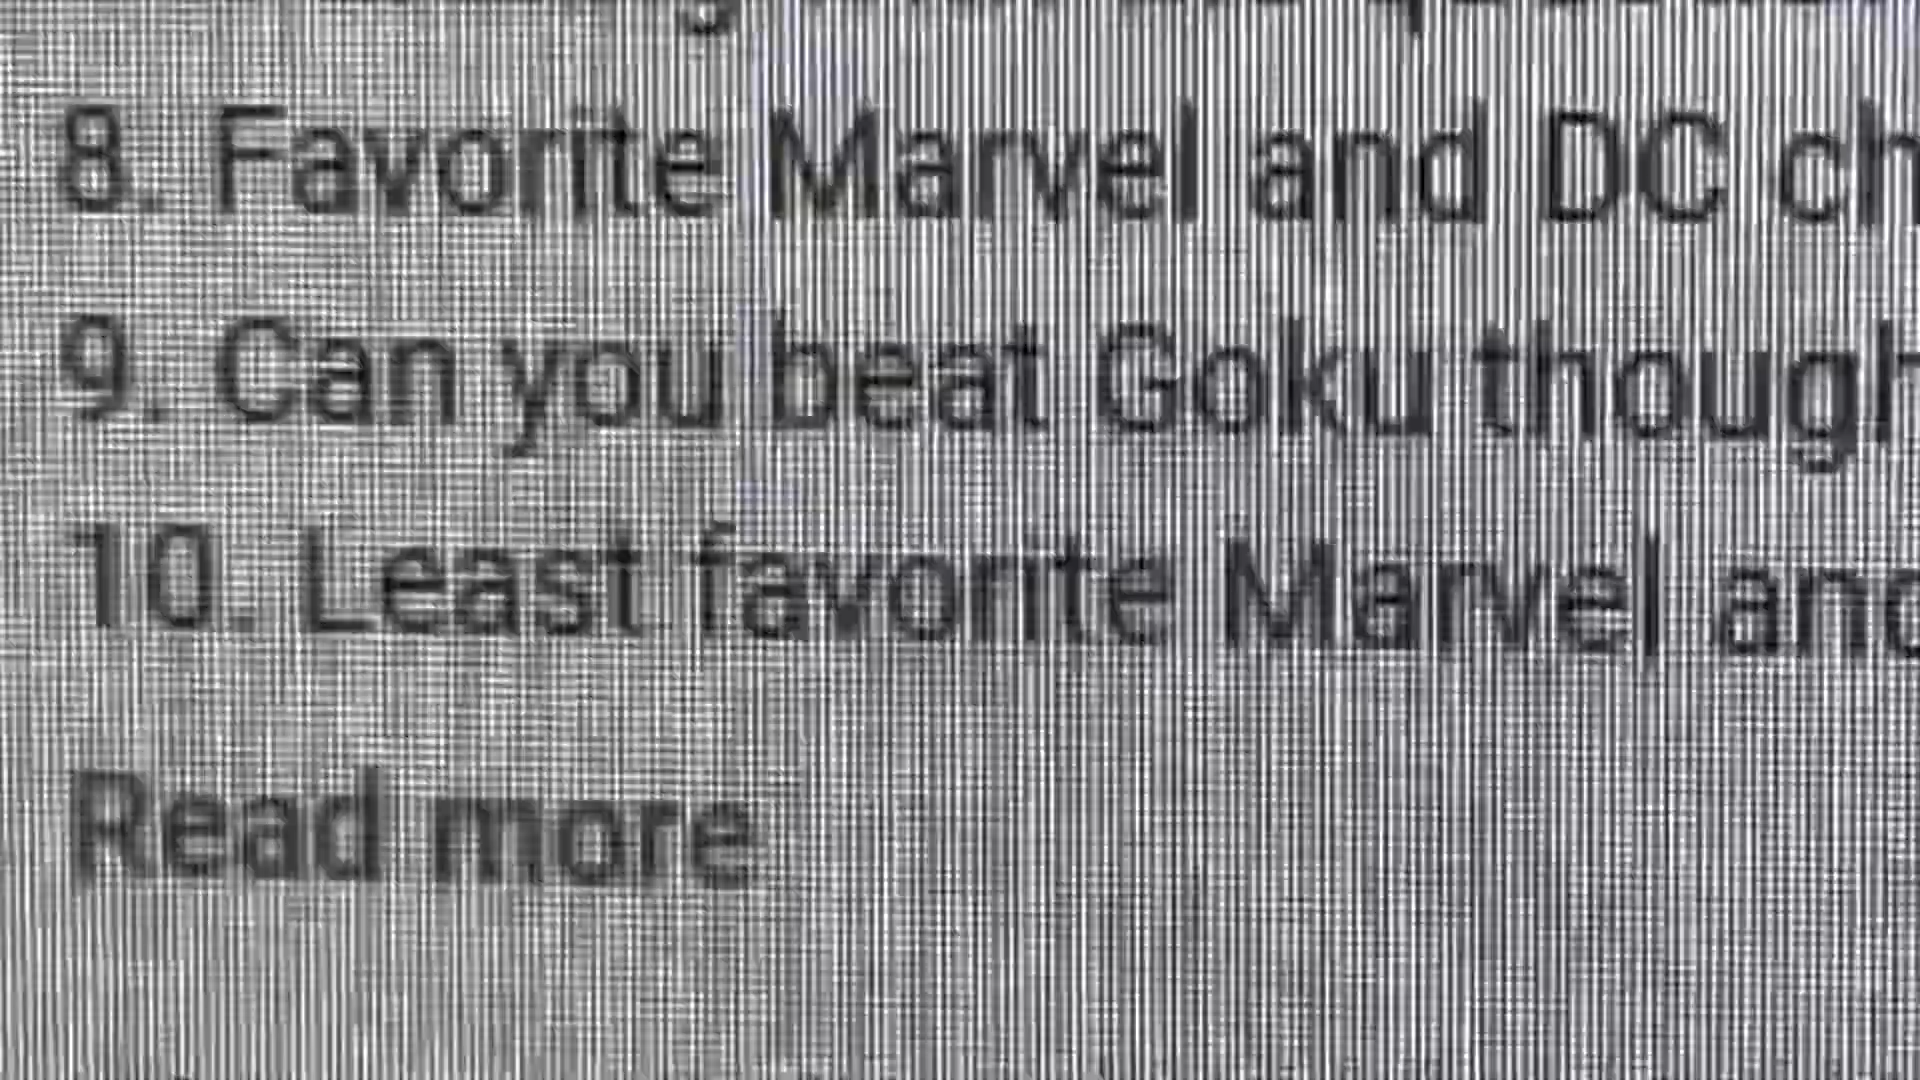 8. Favorite Marvel and DC ch
9. Can you beat Goku though
10. Least favorite Marvel and
Read more